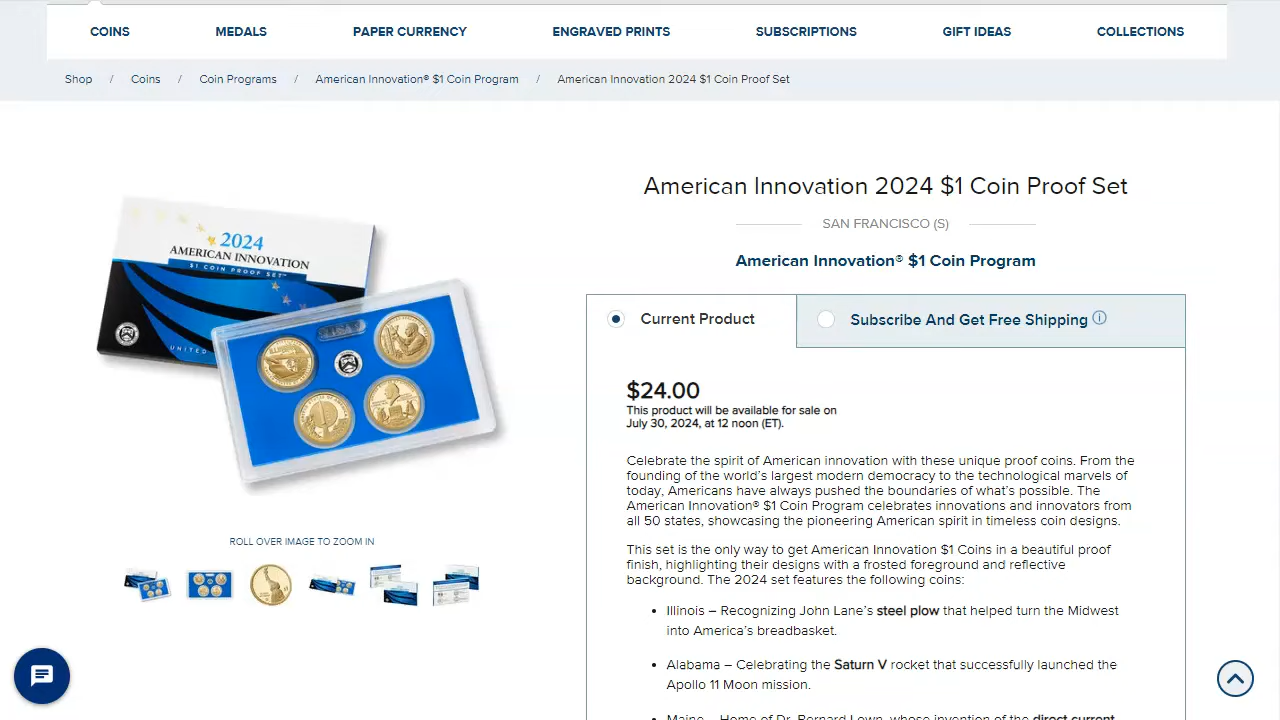 COINS MEDALS PAPER CURRENCY ENGRAVED PRINTS SUBSCRIPTIONS GIFT IDEAS COLLECTIONS
Shop / Coins / Coin Programs / American Innovation® $1 Coin Program / American Innovation 2024 $1 Coin Proof Set
2024
AMERICAN INNOVATION
$1 COIN PROOF SET™
UNITED
ROLL OVER IMAGE TO ZOOM IN
American Innovation 2024 $1 Coin Proof Set
SAN FRANCISCO (S)
American Innovation® $1 Coin Program
Current Product
Subscribe And Get Free Shipping
$24.00
This product will be available for sale on
July 30, 2024, at 12 noon (ET).
Celebrate the spirit of American innovation with these unique proof coins. From the
founding of the world's largest modern democracy to the technological marvels of
today, Americans have always pushed the boundaries of what's possible. The
American Innovation® $1 Coin Program celebrates innovations and innovators from
all 50 states, showcasing the pioneering American spirit in timeless coin designs.
This set is the only way to get American Innovation $1 Coins in a beautiful proof
finish, highlighting their designs with a frosted foreground and reflective
background. The 2024 set features the following coins:
• Illinois – Recognizing John Lane's steel plow that helped turn the Midwest
into America's breadbasket.
• Alabama – Celebrating the Saturn V rocket that successfully launched the
Apollo 11 Moon mission.
• Maine – Home of Dr. Bernard Lown, whose invention of the direct current